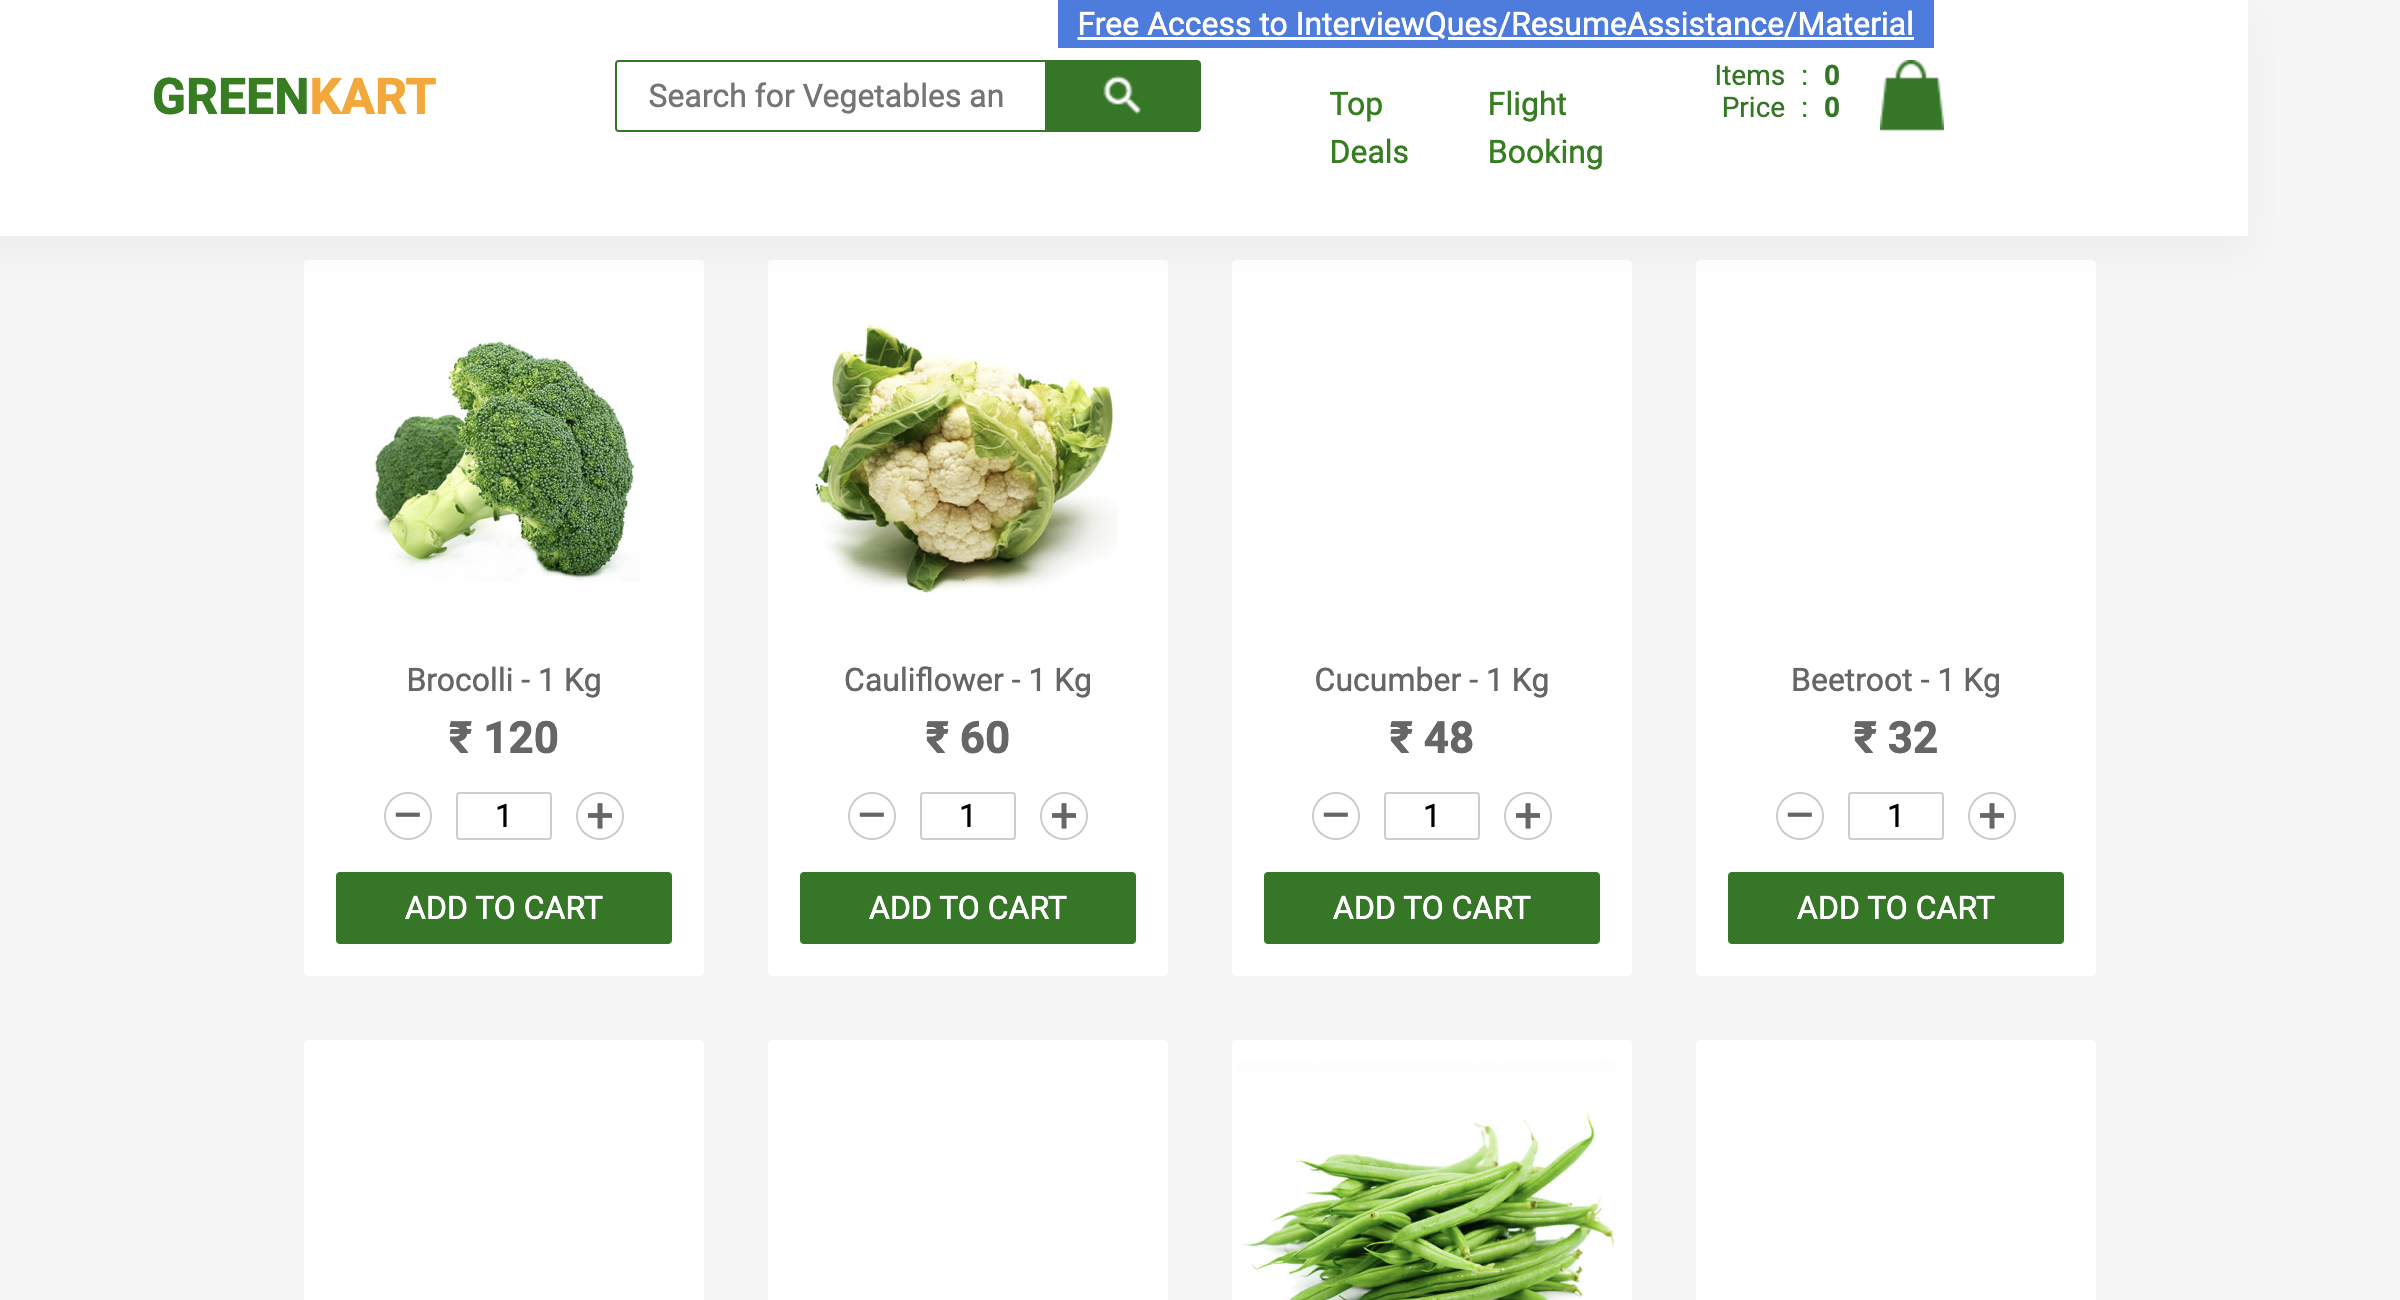 Free Access to InterviewQues/ResumeAssistance/Material
GREENKART
Search for Vegetables an
Top Deals
Flight Booking
Items : 0
Price : 0
Brocolli - 1 Kg
₹ 120
− 1 +
ADD TO CART
Cauliflower - 1 Kg
₹ 60
− 1 +
ADD TO CART
Cucumber - 1 Kg
₹ 48
− 1 +
ADD TO CART
Beetroot - 1 Kg
₹ 32
− 1 +
ADD TO CART